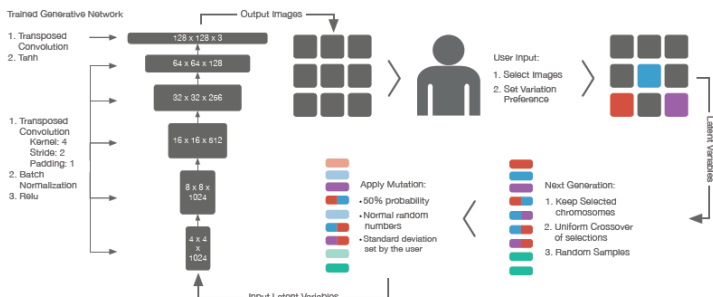 Trained Generative Network
Output Images
1. Transposed
Convolution
2. Tanh
128 x 128 x 3
64 x 64 x 128
32 x 32 x 256
16 x 16 x 512
8 x 8 x
1024
4 x 4
x
1024
1. Transposed
Convolution
Kernel: 4
Stride: 2
Padding: 1
2. Batch
Normalization
3. Relu
User Input:
1. Select Images
2. Set Variation
Preference
Latent Variables
Apply Mutation:
•50% probability
•Normal random
numbers
•Standard deviation
set by the user
Next Generation:
1. Keep Selected
chromosomes
2. Uniform Crossover
of selections
3. Random Samples
Input Latent Variables